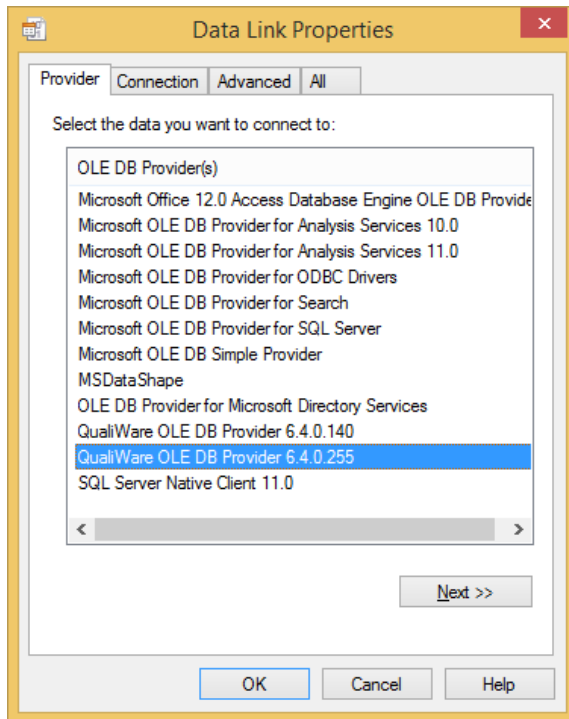 Data Link Properties
Provider Connection Advanced All
Select the data you want to connect to:
OLE DB Provider(s)
Microsoft Office 12.0 Access Database Engine OLE DB Provide
Microsoft OLE DB Provider for Analysis Services 10.0
Microsoft OLE DB Provider for Analysis Services 11.0
Microsoft OLE DB Provider for ODBC Drivers
Microsoft OLE DB Provider for Search
Microsoft OLE DB Provider for SQL Server
Microsoft OLE DB Simple Provider
MSDataShape
OLE DB Provider for Microsoft Directory Services
QualiWare OLE DB Provider 6.4.0.140
QualiWare OLE DB Provider 6.4.0.255
SQL Server Native Client 11.0
Next >>
OK Cancel Help